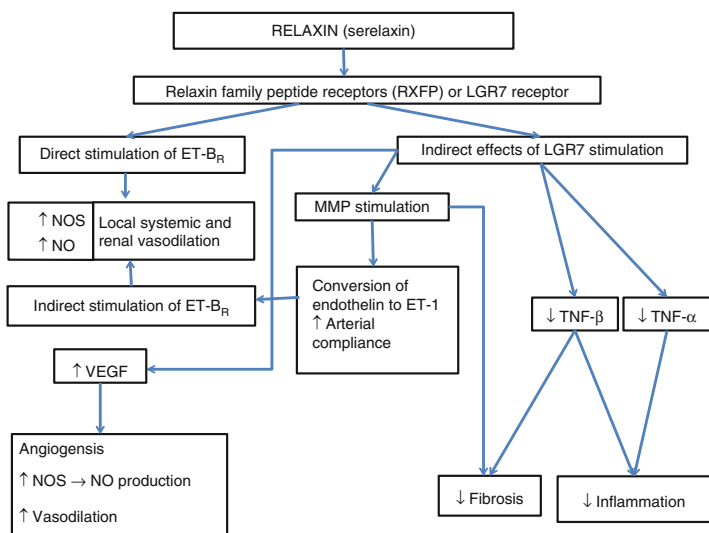 RELAXIN (serelaxin)
Relaxin family peptide receptors (RXFP) or LGR7 receptor
Direct stimulation of ET-B_R
Indirect effects of LGR7 stimulation
↑ NOS
↑ NO
Local systemic and
renal vasodilation
MMP stimulation
Indirect stimulation of ET-B_R
Conversion of
endothelin to ET-1
↑ Arterial
compliance
↓ TNF-β
↓ TNF-α
↑ VEGF
Angiogensis
↑ NOS → NO production
↑ Vasodilation
↓ Fibrosis
↓ Inflammation